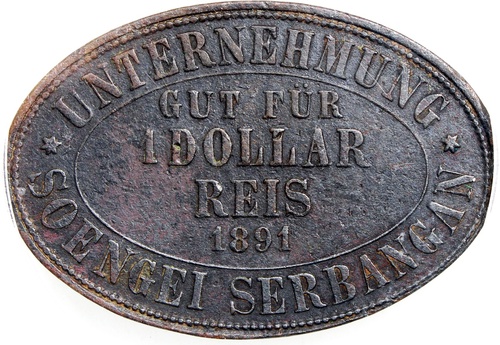 UNTERNEHMUNG
GUT FÜR
1 DOLLAR
REIS
1891
SOENGEI SERBANGAN